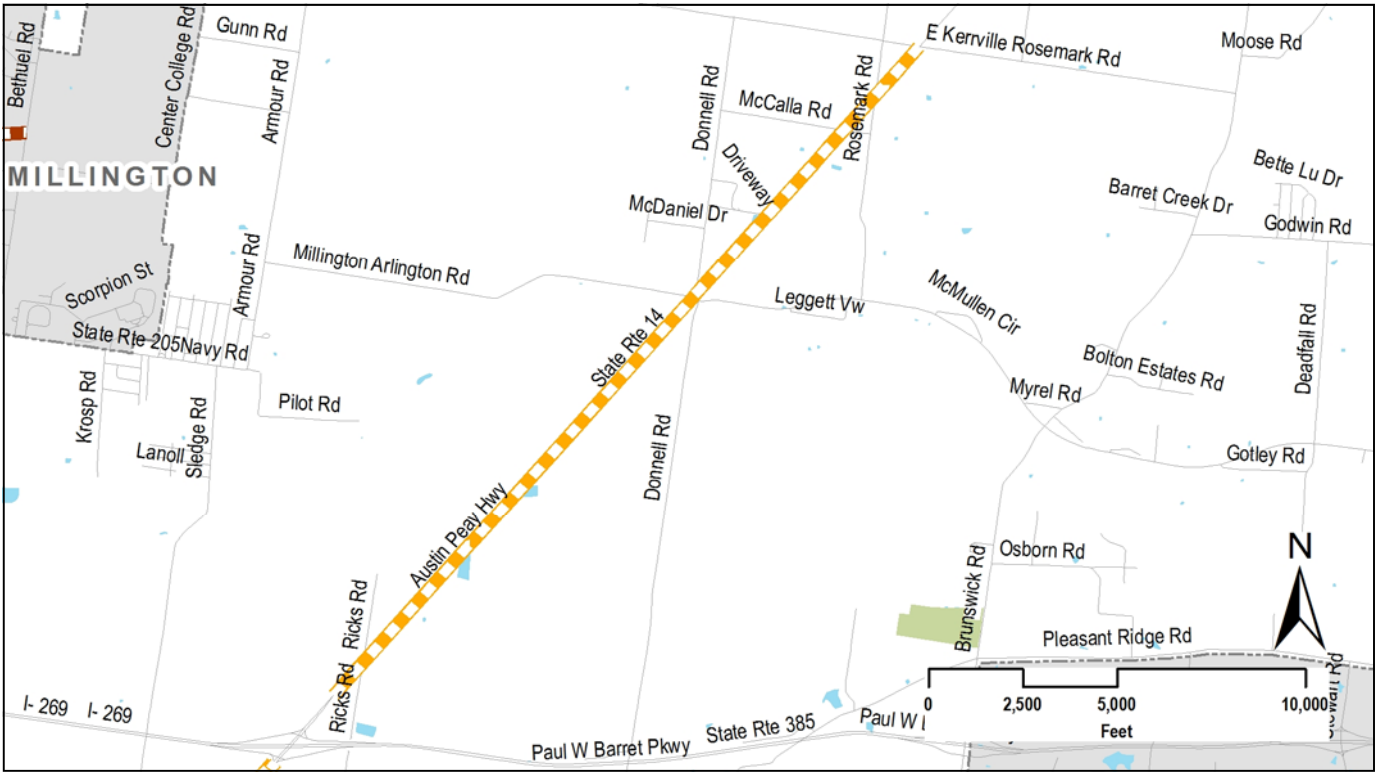 Gunn Rd
Center College Rd
Bethuel Rd
Armour Rd
E Kerrville Rosemark Rd
Moose Rd
Donnell Rd
McCalla Rd
Rosemark Rd
Driveway
McDaniel Dr
MILLINGTON
Bette Lu Dr
Barret Creek Dr
Godwin Rd
Millington Arlington Rd
Armour Rd
Scorpion St
Leggett Vw
McMullen Cir
State Rte 14
State Rte 205
Navy Rd
Deadfall Rd
Bolton Estates Rd
Myrel Rd
Krosp Rd
Sledge Rd
Pilot Rd
Lanoll
Donnell Rd
Gotley Rd
Austin Peay Hwy
Osborn Rd
N
Brunswick Rd
Ricks Rd
Pleasant Ridge Rd
Ricks Rd
I- 269
I- 269
Paul W Barret Pkwy
State Rte 385
Paul W
0
2,500
5,000
10,000
Feet